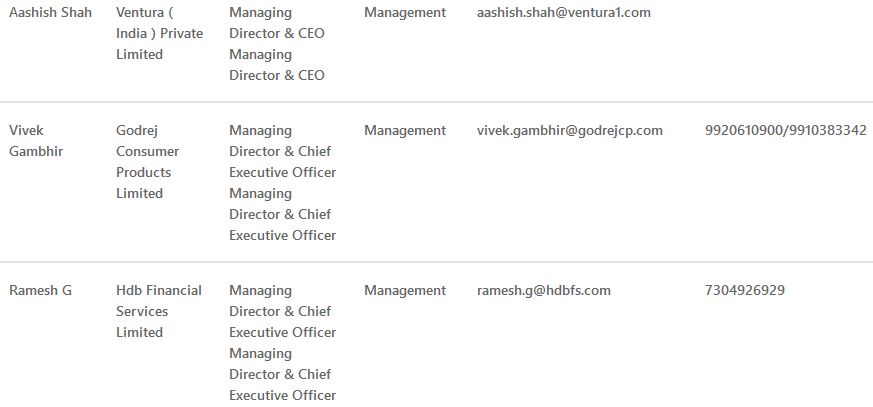 Aashish Shah
Ventura (
India ) Private
Limited
Managing
Director & CEO
Managing
Director & CEO
Management
aashish.shah@ventura1.com
Vivek
Gambhir
Godrej
Consumer
Products
Limited
Managing
Director & Chief
Executive Officer
Managing
Director & Chief
Executive Officer
Management
vivek.gambhir@godrejcp.com
9920610900/9910383342
Ramesh G
Hdb Financial
Services
Limited
Managing
Director & Chief
Executive Officer
Managing
Director & Chief
Executive Officer
Management
ramesh.g@hdbfs.com
7304926929